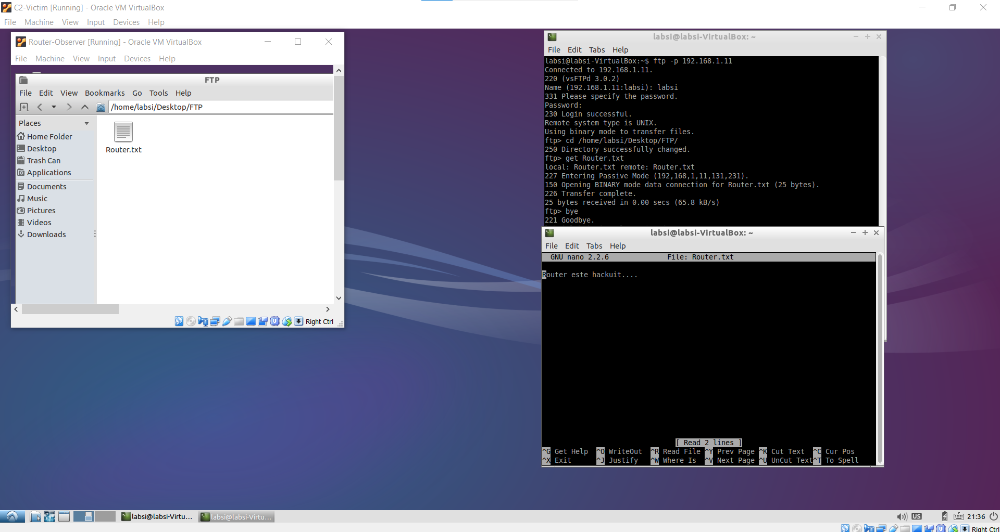 C2-Victim [Running] - Oracle VM VirtualBox
File Machine View Input Devices Help
Router-Observer [Running] - Oracle VM VirtualBox
File Machine View Input Devices Help
FTP
File Edit View Bookmarks Go Tools Help
/home/labsi/Desktop/FTP
Places
Home Folder
Desktop
Trash Can
Applications
Documents
Music
Pictures
Videos
Downloads
Router.txt
Right Ctrl
labsi@labsi-VirtualBox: ~
File Edit Tabs Help
labsi@labsi-VirtualBox:~$ ftp -p 192.168.1.11
Connected to 192.168.1.11.
220 (vsFTPd 3.0.2)
Name (192.168.1.11:labsi): labsi
331 Please specify the password.
Password:
230 Login successful.
Remote system type is UNIX.
Using binary mode to transfer files.
ftp> cd /home/labsi/Desktop/FTP/
250 Directory successfully changed.
ftp> get Router.txt
local: Router.txt remote: Router.txt
227 Entering Passive Mode (192,168,1,11,131,231).
150 Opening BINARY mode data connection for Router.txt (25 bytes).
226 Transfer complete.
25 bytes received in 0.00 secs (65.8 kB/s)
ftp> bye
221 Goodbye.
labsi@labsi-VirtualBox: ~
File Edit Tabs Help
GNU nano 2.2.6 File: Router.txt
Router este hackuit....
[ Read 2 lines ]
^G Get Help ^O WriteOut ^R Read File ^Y Prev Page ^K Cut Text ^C Cur Pos
^X Exit ^J Justify ^W Where Is ^V Next Page ^U UnCut Text ^T To Spell
labsi@labsi-Virtu... labsi@labsi-Virtu... US 21:36
Right Ctrl